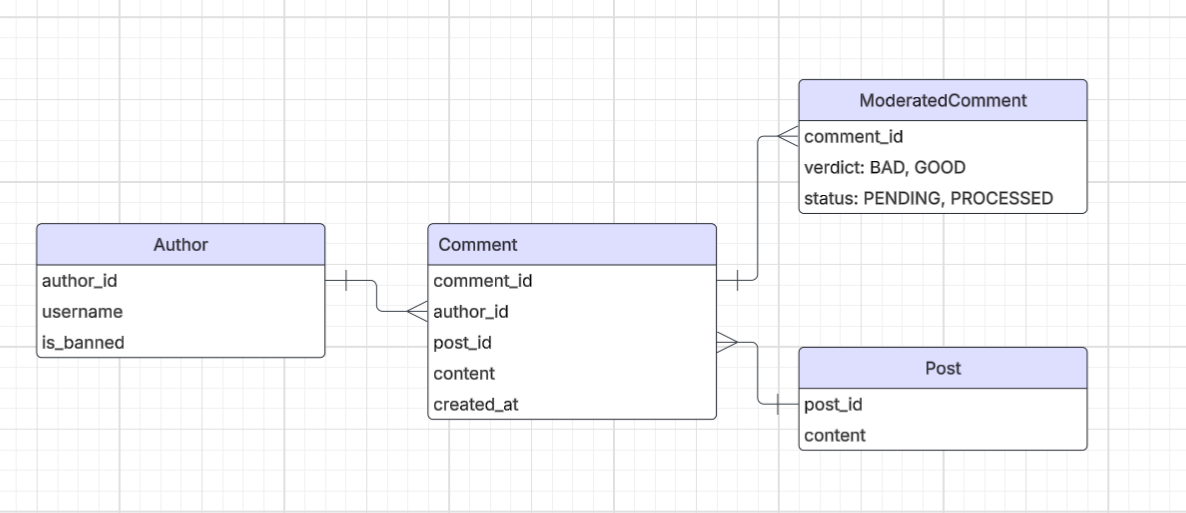 Author
author_id
username
is_banned
Comment
comment_id
author_id
post_id
content
created_at
ModeratedComment
comment_id
verdict: BAD, GOOD
status: PENDING, PROCESSED
Post
post_id
content